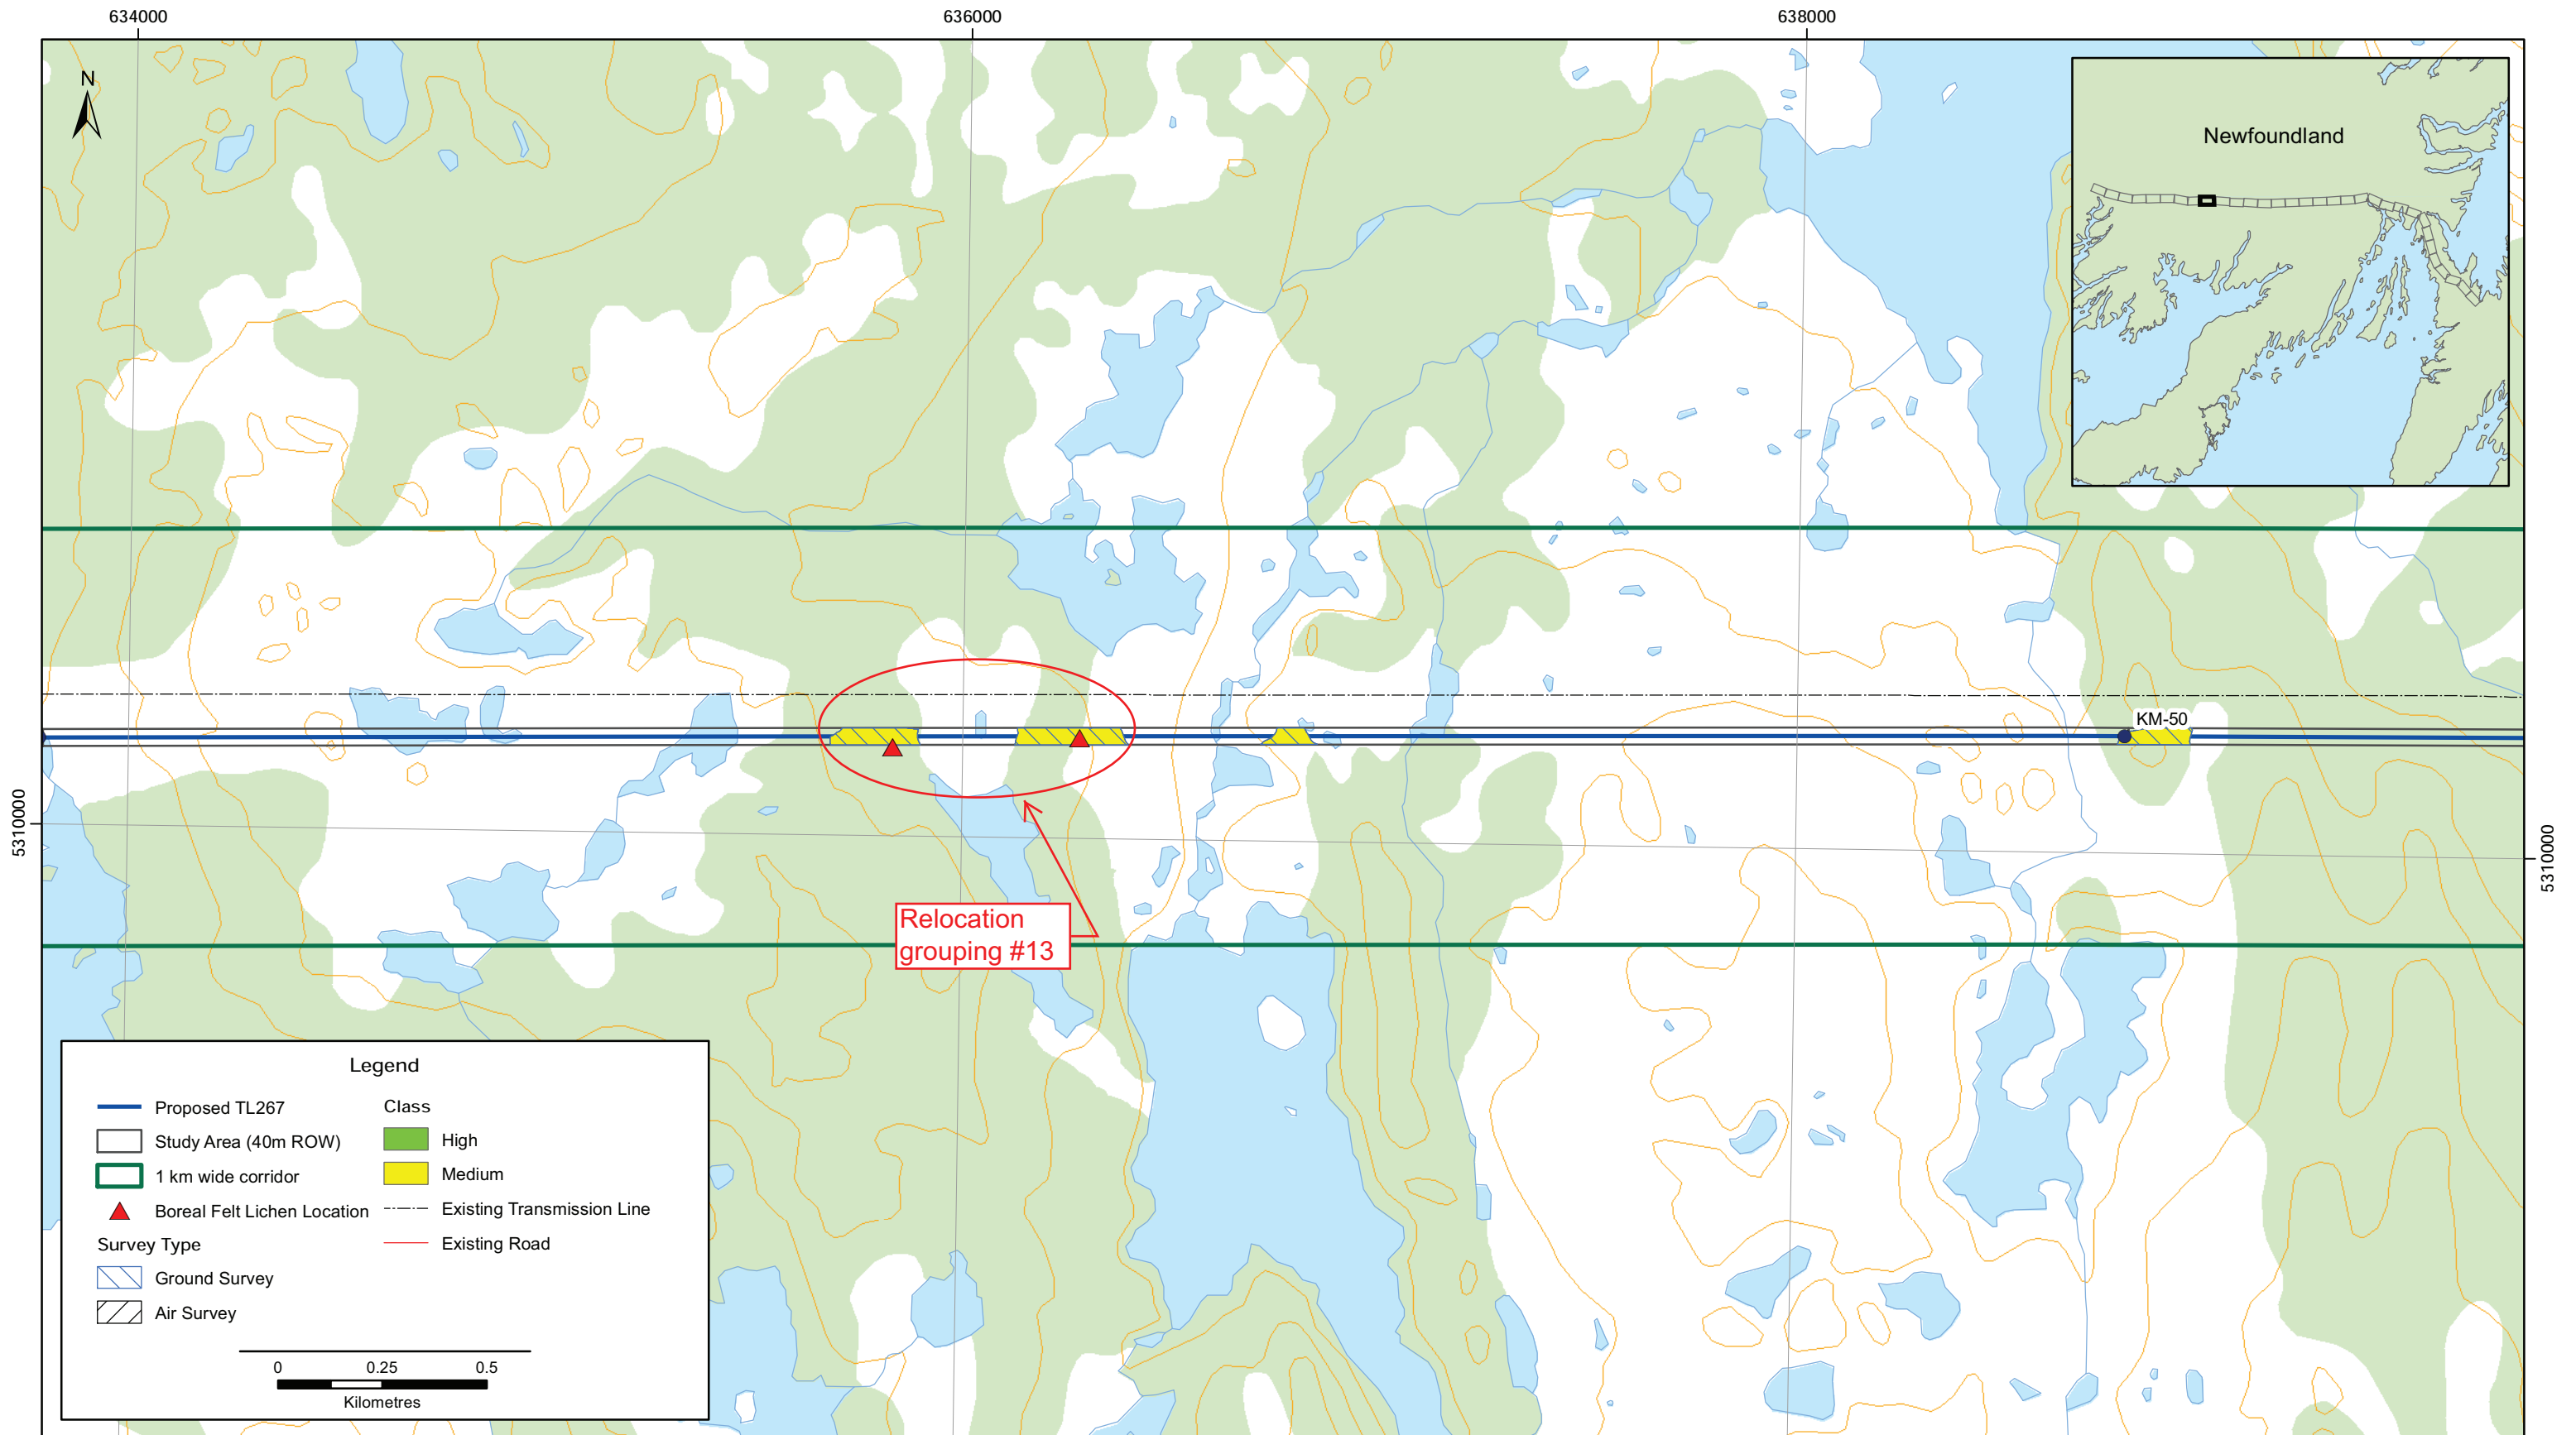 634000
636000
638000
N
Newfoundland
KM-50
5310000
5310000
Relocation
grouping #13
Legend
Proposed TL267
Study Area (40m ROW)
1 km wide corridor
Boreal Felt Lichen Location
Survey Type
Ground Survey
Air Survey
Class
High
Medium
Existing Transmission Line
Existing Road
0 0.25 0.5
Kilometres